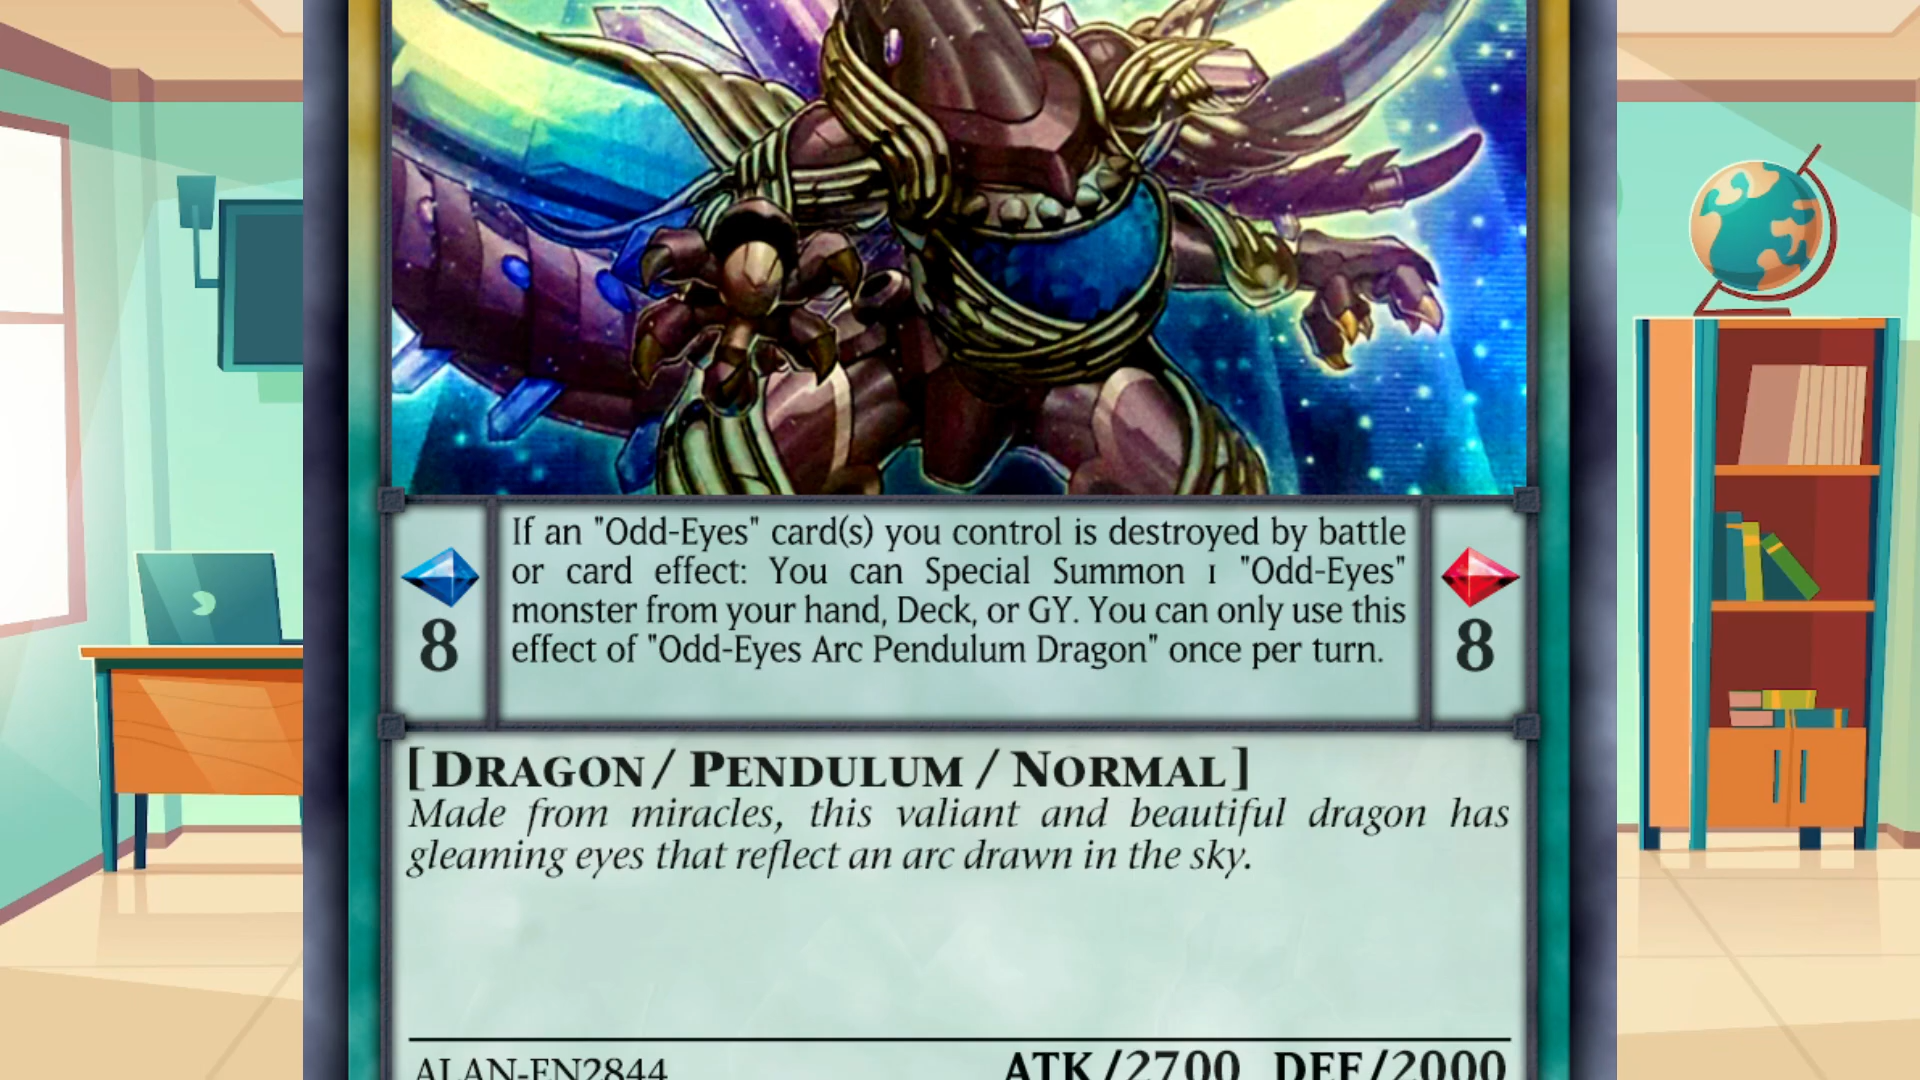 If an "Odd-Eyes" card(s) you control is destroyed by battle
or card effect: You can Special Summon 1 "Odd-Eyes"
monster from your hand, Deck, or GY. You can only use this
effect of "Odd-Eyes Arc Pendulum Dragon" once per turn.
8
8
[DRAGON/ PENDULUM / NORMAL]
Made from miracles, this valiant and beautiful dragon has
gleaming eyes that reflect an arc drawn in the sky.
ALAN-EN2844
ATK/2700 DEF/2000